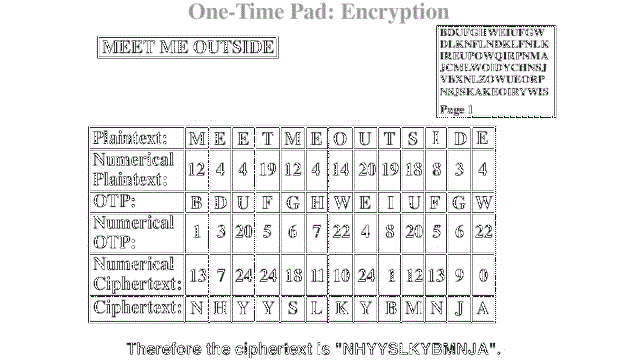 One-Time Pad: Encryption
MEET ME OUTSIDE
BDUFGHWEIUFGW
DLKNFLNDKLFNLK
IREUPOWQIRPNMA
JCMLWOIDYCHNSJ
VBXNLZOWUEORP
NSJSKAKEOIRYWIS
Page 1
Plaintext: M E E T M E O U T S I D E
Numerical
Plaintext: 12 4 4 19 12 4 14 20 19 18 8 3 4
OTP: B D U F G H W E I U F G W
Numerical
OTP: 1 3 20 5 6 7 22 4 8 20 5 6 22
Numerical
Ciphertext: 13 7 24 24 18 11 10 24 1 12 13 9 0
Ciphertext: N H Y Y S L K Y B M N J A
Therefore the ciphertext is "NHYYSLKYBMNJA".